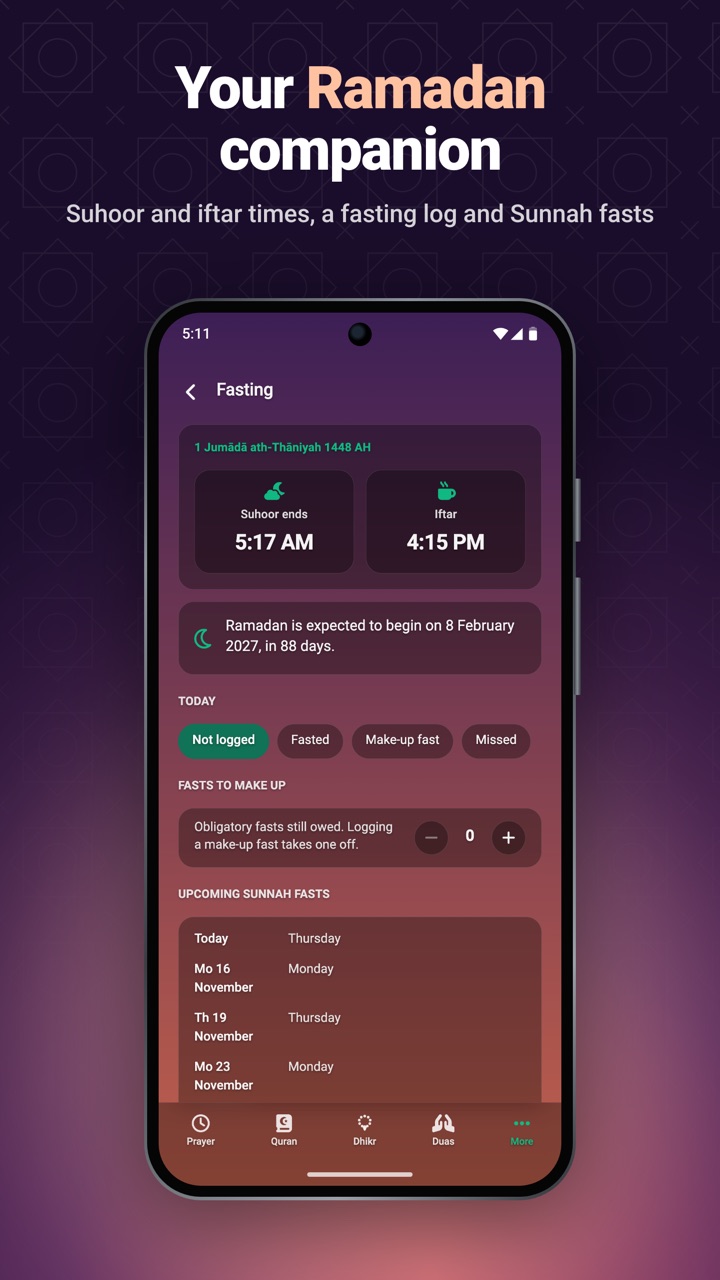 Your Ramadan
companion
Suhoor and iftar times, a fasting log and Sunnah fasts
5:11
Fasting
1 Jumādā ath-Thāniyah 1448 AH
Suhoor ends
5:17 AM
Iftar
4:15 PM
Ramadan is expected to begin on 8 February
2027, in 88 days.
TODAY
Not logged
Fasted
Make-up fast
Missed
FASTS TO MAKE UP
Obligatory fasts still owed. Logging
a make-up fast takes one off.
− 0 +
UPCOMING SUNNAH FASTS
Today Thursday
Mo 16 Monday
November
Th 19 Thursday
November
Mo 23 Monday
November
Prayer
Quran
Dhikr
Duas
More